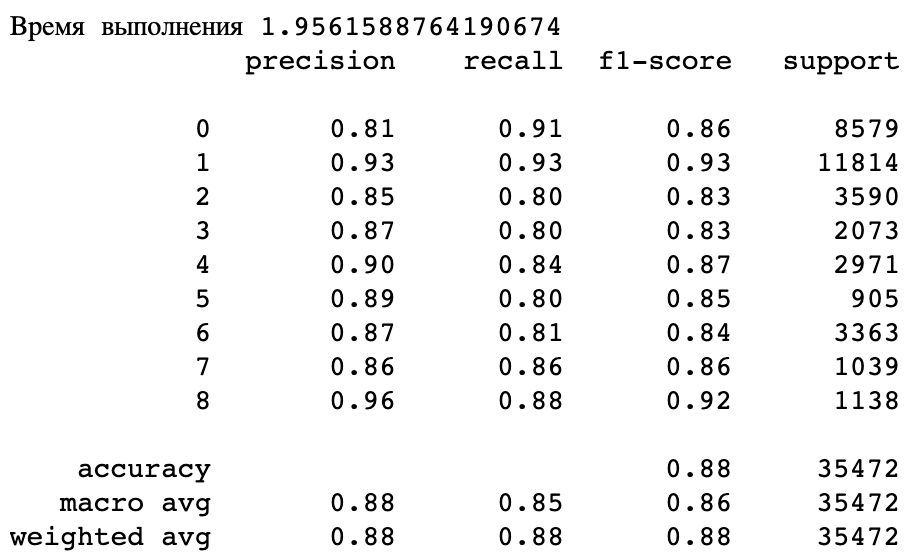 Время выполнения 1.9561588764190674
precision recall f1-score support
0 0.81 0.91 0.86 8579
1 0.93 0.93 0.93 11814
2 0.85 0.80 0.83 3590
3 0.87 0.80 0.83 2073
4 0.90 0.84 0.87 2971
5 0.89 0.80 0.85 905
6 0.87 0.81 0.84 3363
7 0.86 0.86 0.86 1039
8 0.96 0.88 0.92 1138
accuracy 0.88 35472
macro avg 0.88 0.85 0.86 35472
weighted avg 0.88 0.88 0.88 35472